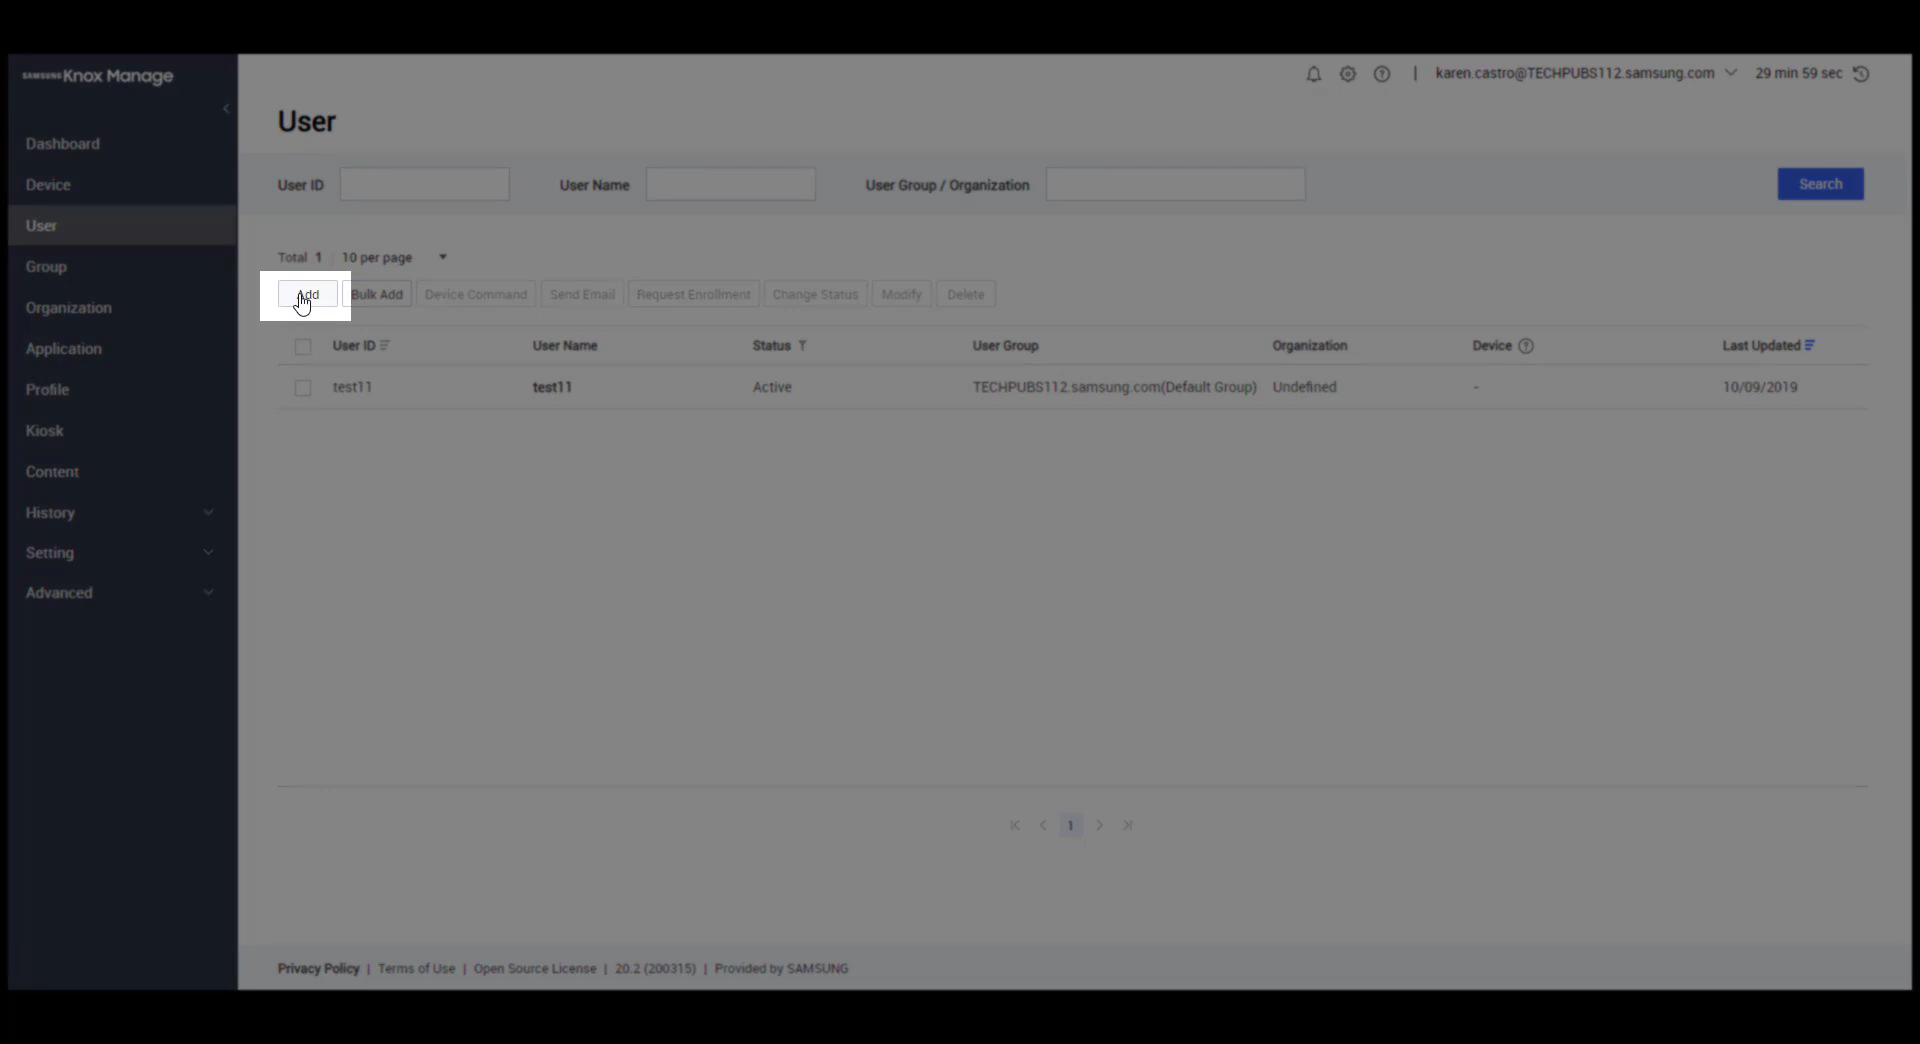 SAMSUNG Knox Manage
karen.castro@TECHPUBS112.samsung.com 29 min 59 sec
Dashboard
Device
User
Group
Organization
Application
Profile
Kiosk
Content
History
Setting
Advanced
User
User ID User Name User Group / Organization Search
Total 1 10 per page
Add Bulk Add Device Command Send Email Request Enrollment Change Status Modify Delete
User ID User Name Status User Group Organization Device Last Updated
test11 test11 Active TECHPUBS112.samsung.com(Default Group) Undefined - 10/09/2019
1
Privacy Policy | Terms of Use | Open Source License | 20.2 (200315) | Provided by SAMSUNG